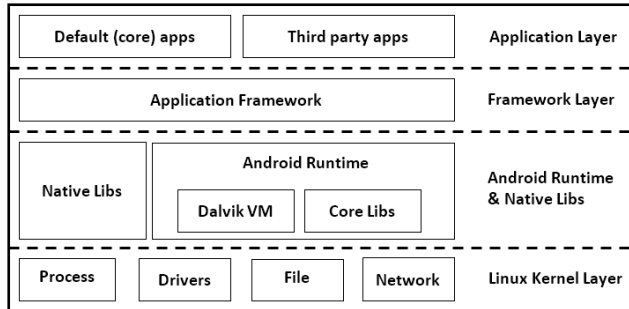 Default (core) apps
Third party apps
Application Layer
Application Framework
Framework Layer
Native Libs
Android Runtime
Dalvik VM
Core Libs
Android Runtime
& Native Libs
Process
Drivers
File
Network
Linux Kernel Layer